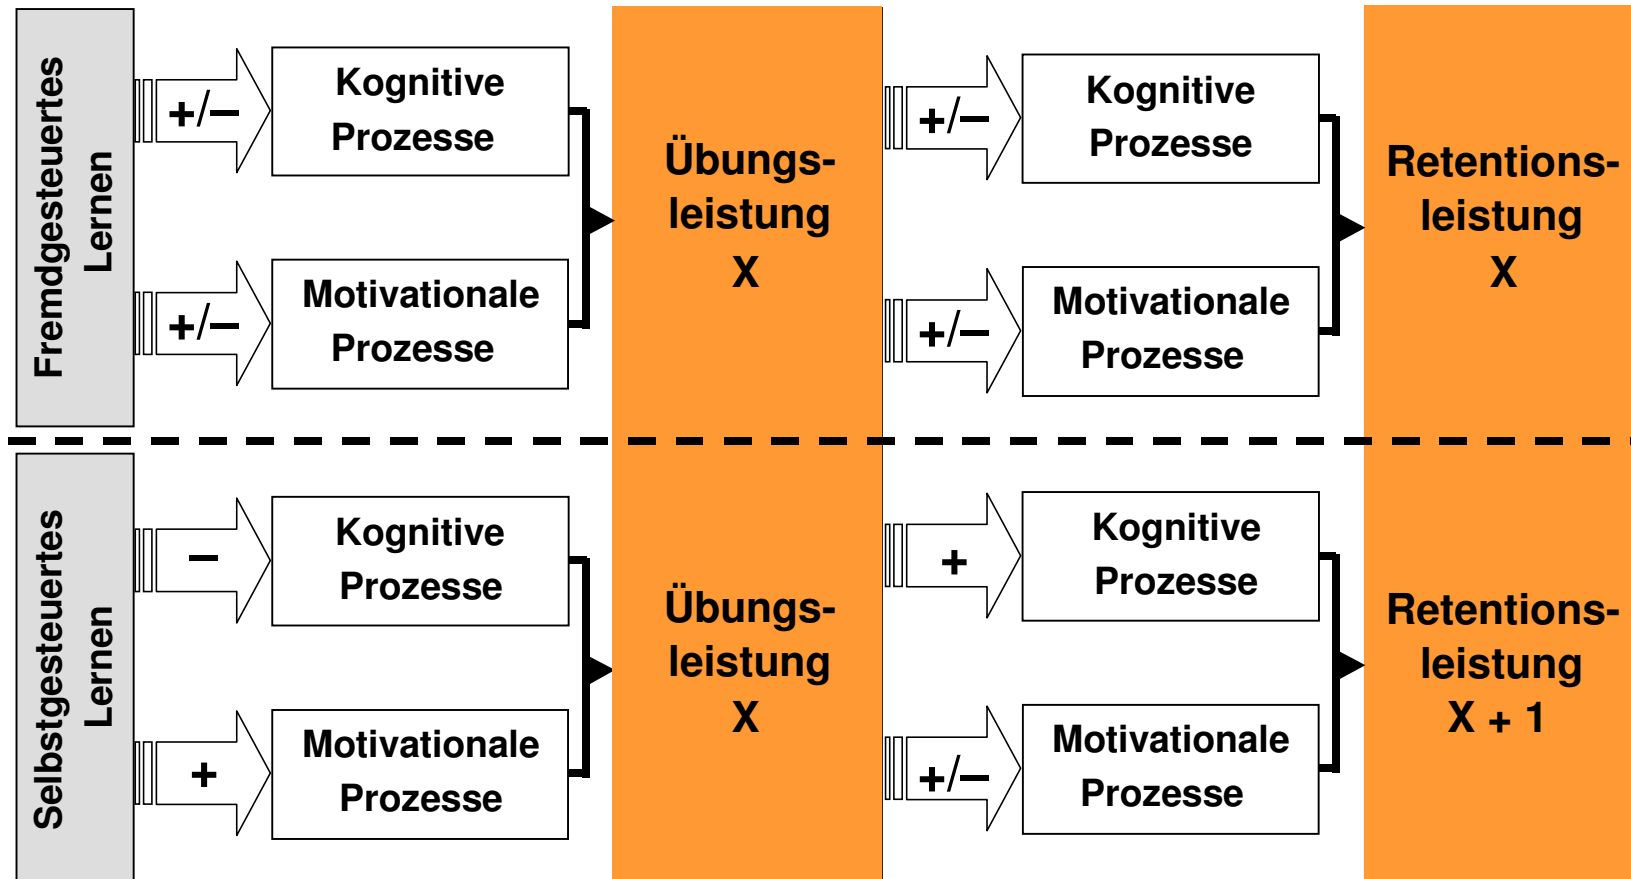 Fremdgesteuertes
Lernen
+/–
Kognitive
Prozesse
+/–
Motivationale
Prozesse
Übungs-
leistung
X
+/–
Kognitive
Prozesse
+/–
Motivationale
Prozesse
Retentions-
leistung
X
Selbstgesteuertes
Lernen
–
Kognitive
Prozesse
+
Motivationale
Prozesse
Übungs-
leistung
X
+
Kognitive
Prozesse
+/–
Motivationale
Prozesse
Retentions-
leistung
X + 1